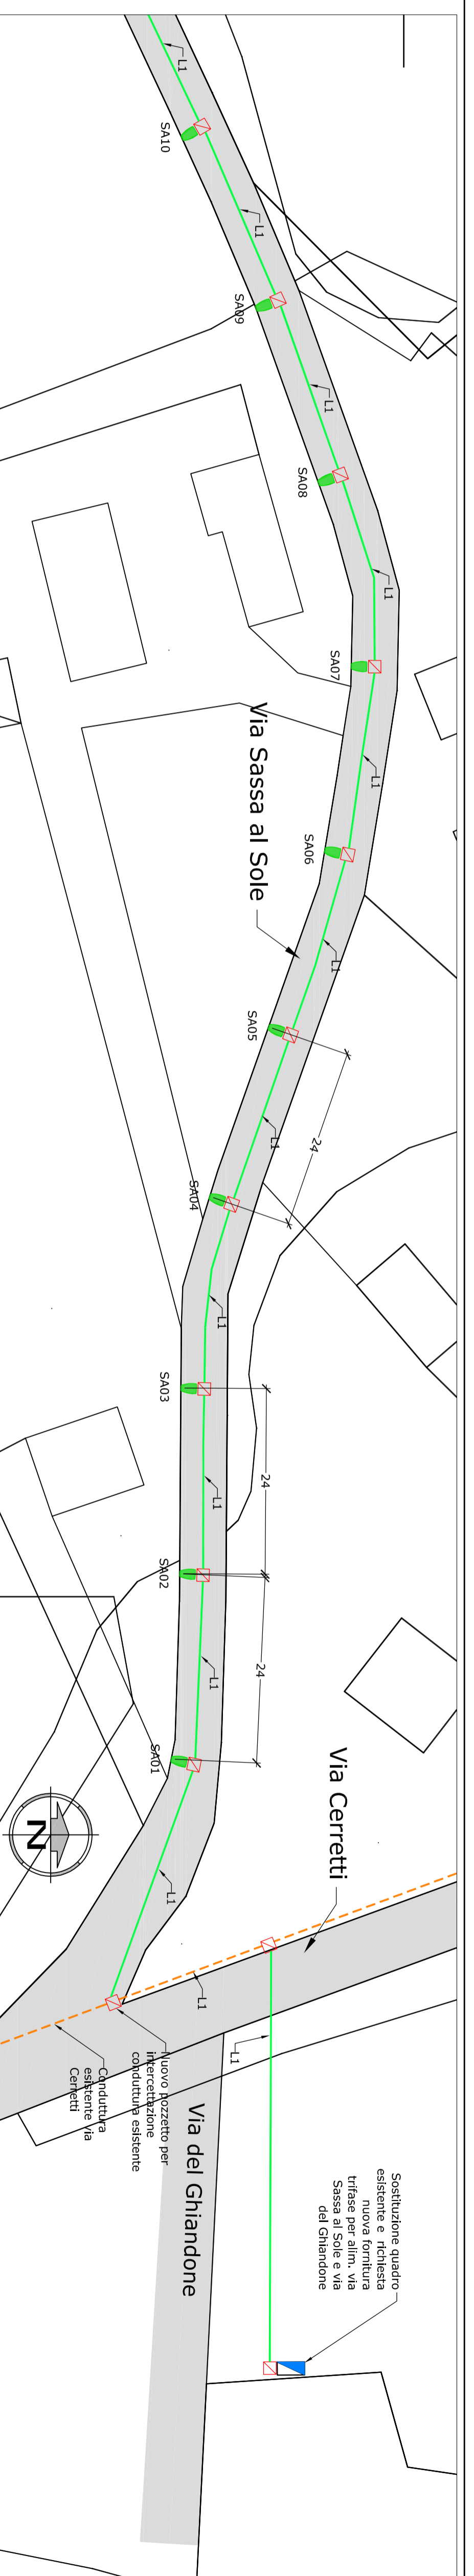 L1
SA10
L1
SA09
L1
SA08
L1
SA07
L1
SA06
Via Sassa al Sole
L1
SA05
24
L1
SA04
L1
SA03
24
L1
SA02
24
L1
SA01
Via Cerretti
L1
N
L1
L1
Nuovo pozzetto per
intercettazione
conduttura esistente
Conduttura
esistente via
Cerretti
Via del Ghiandone
Sostituzione quadro
esistente e richiesta
nuova fornitura
trifase per alim. via
Sassa al Sole e via
del Ghiandone